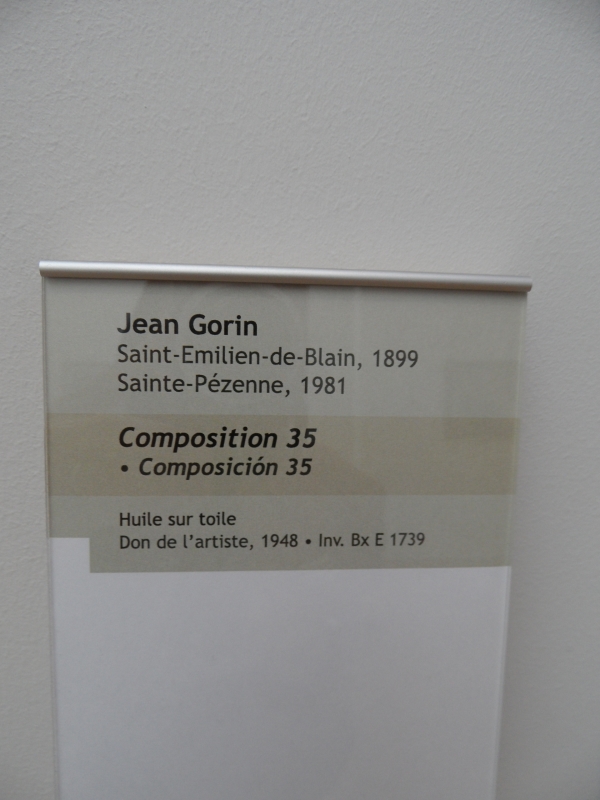 Jean Gorin
Saint-Emilien-de-Blain, 1899
Sainte-Pézenne, 1981
Composition 35
• Composición 35
Huile sur toile
Don de l'artiste, 1948 • Inv. Bx E 1739